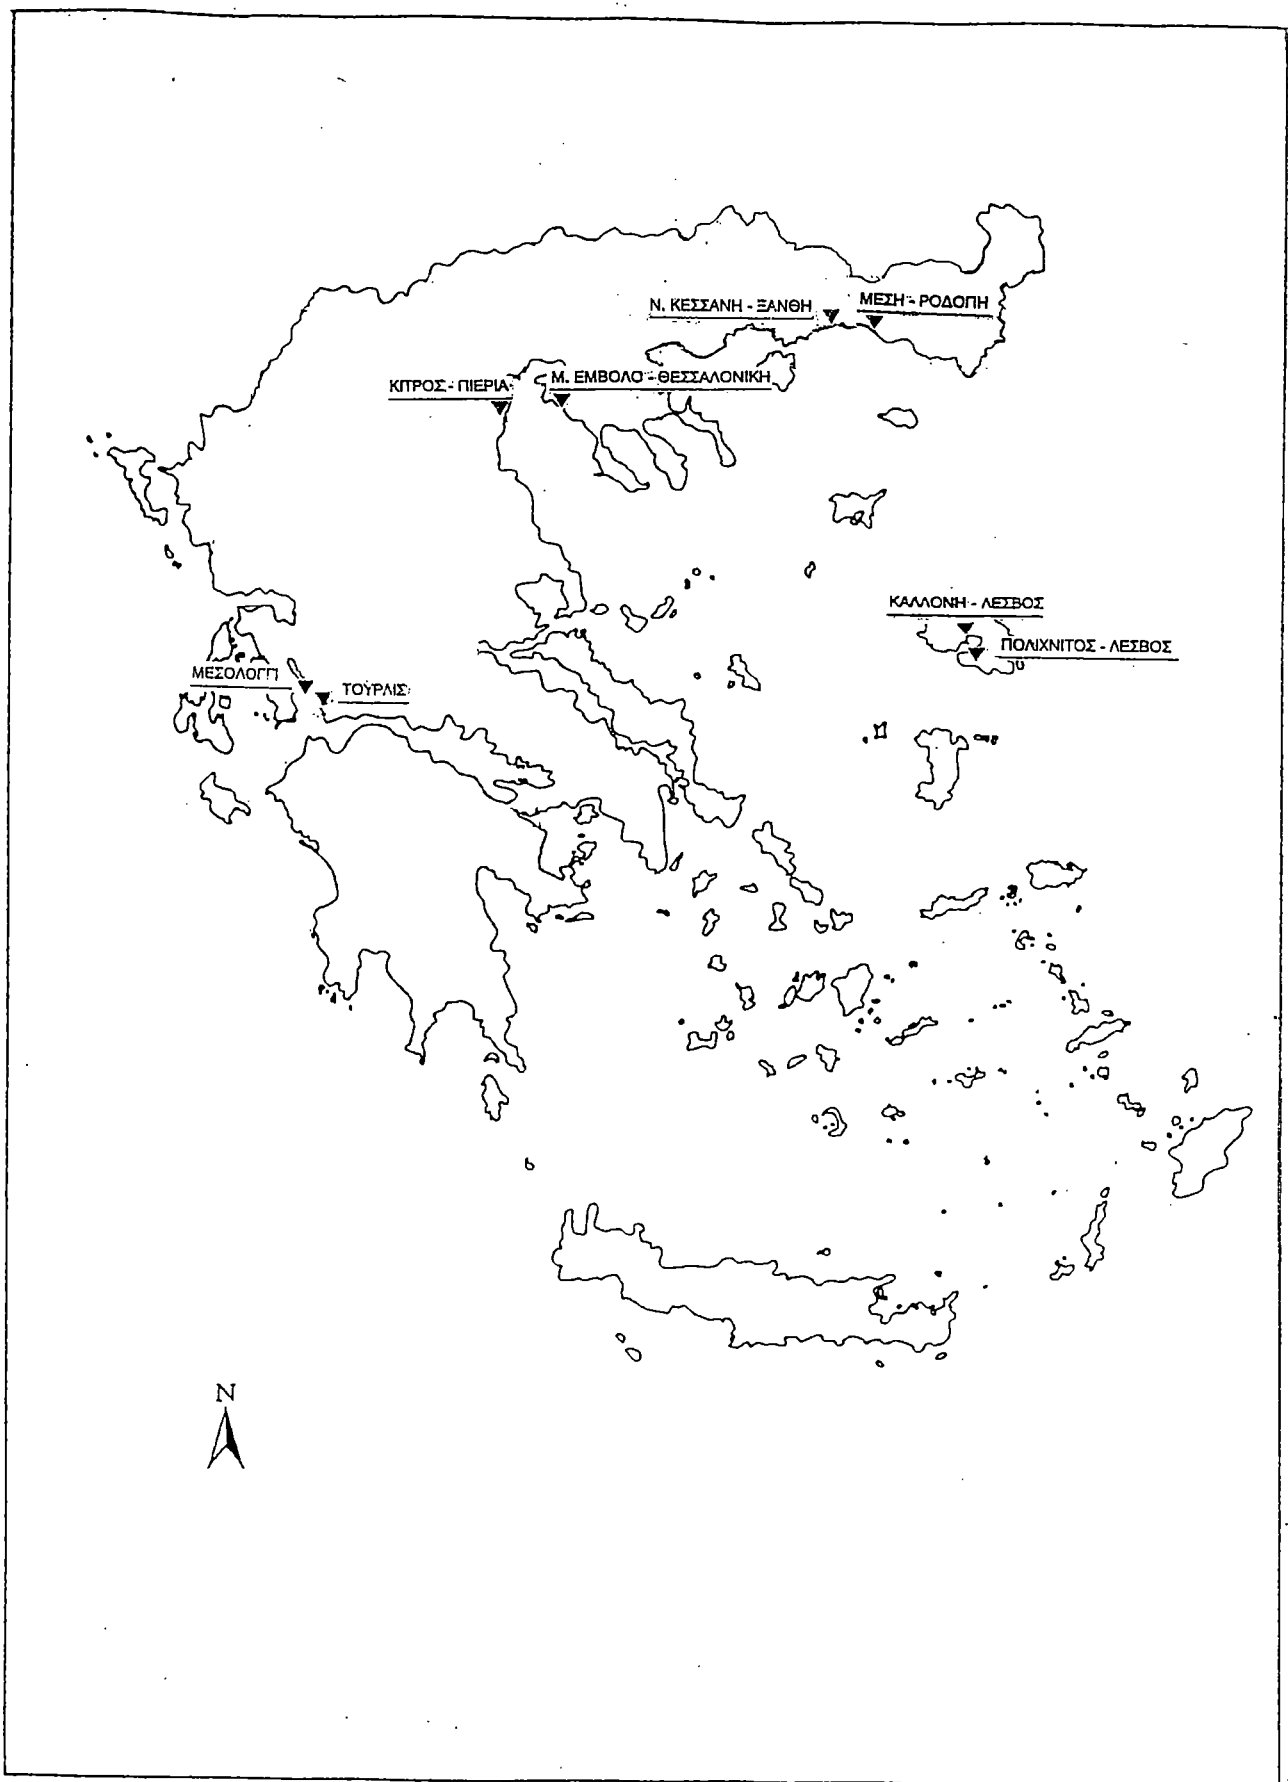 Ν. ΚΕΣΣΑΝΗ - ΞΑΝΘΗ
ΜΕΣΗ - ΡΟΔΟΠΗ
ΚΙΤΡΟΣ - ΠΙΕΡΙΑ
Μ. ΕΜΒΟΛΟ - ΘΕΣΣΑΛΟΝΙΚΗ
ΚΑΛΛΟΝΗ - ΛΕΣΒΟΣ
ΠΟΛΙΧΝΙΤΟΣ - ΛΕΣΒΟΣ
ΜΕΣΟΛΟΓΓΙ
ΤΟΥΡΛΙΣ
N